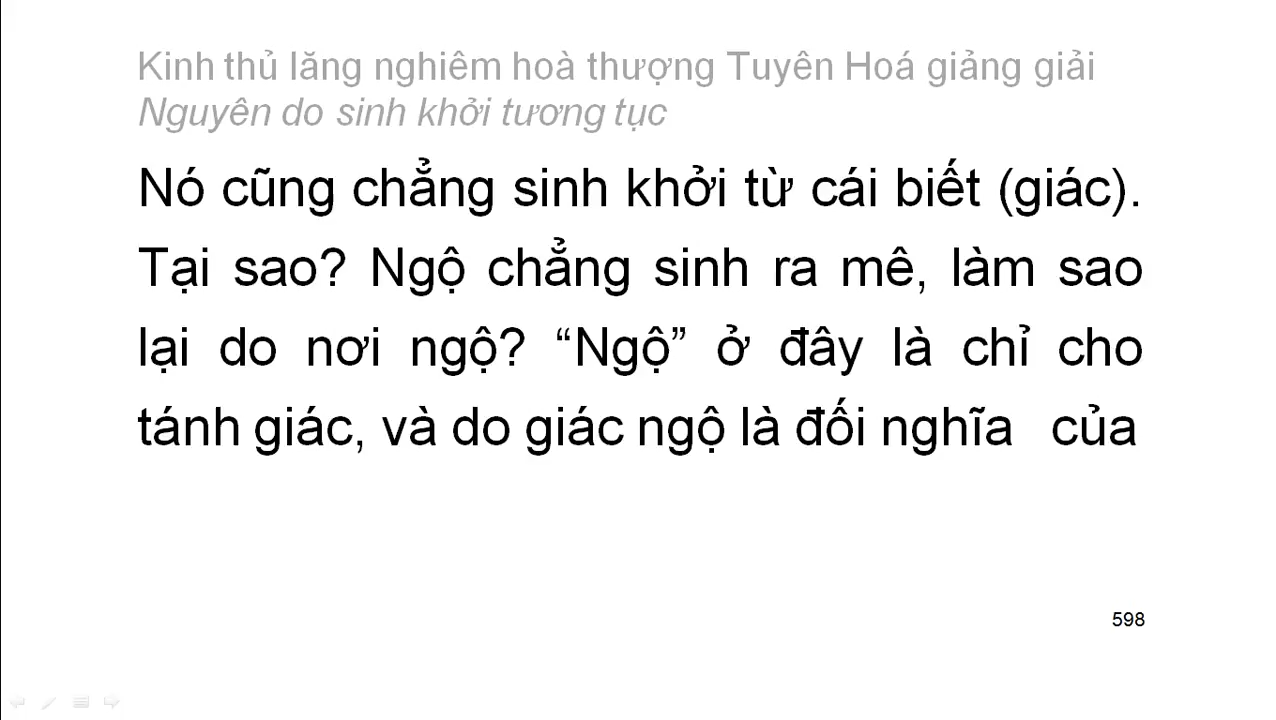 Kinh thủ lăng nghiêm hoà thượng Tuyên Hoá giảng giải
Nguyên do sinh khởi tương tục
Nó cũng chẳng sinh khởi từ cái biết (giác).
Tại sao? Ngộ chẳng sinh ra mê, làm sao
lại do nơi ngộ? “Ngộ” ở đây là chỉ cho
tánh giác, và do giác ngộ là đối nghĩa của
598